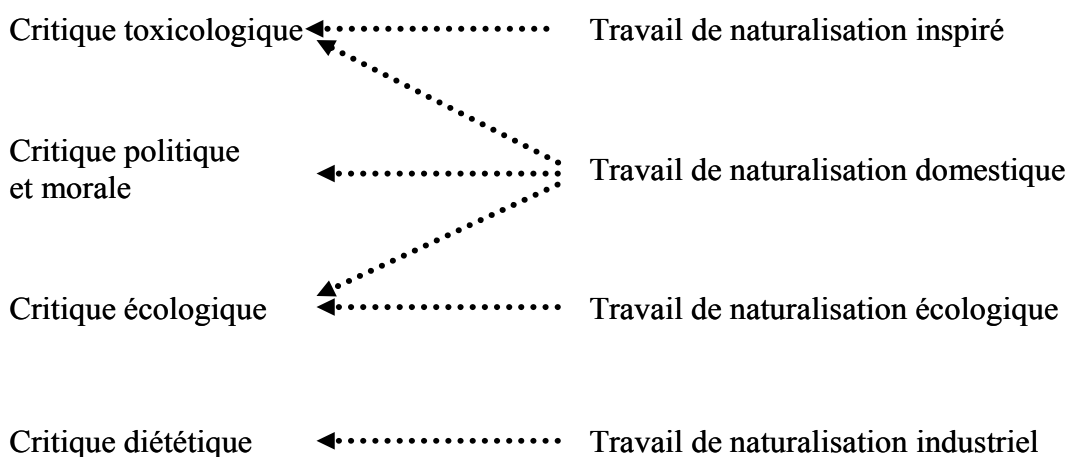 Critique toxicologique
Travail de naturalisation inspiré
Critique politique
et morale
Travail de naturalisation domestique
Critique écologique
Travail de naturalisation écologique
Critique diététique
Travail de naturalisation industriel